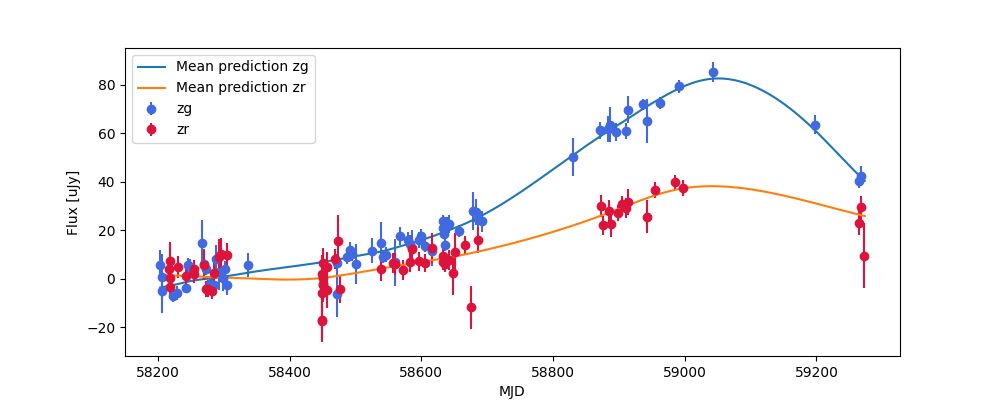 Mean prediction zg
Mean prediction zr
zg
zr
Flux [uJy]
80
60
40
20
0
−20
58200 58400 58600 58800 59000 59200
MJD